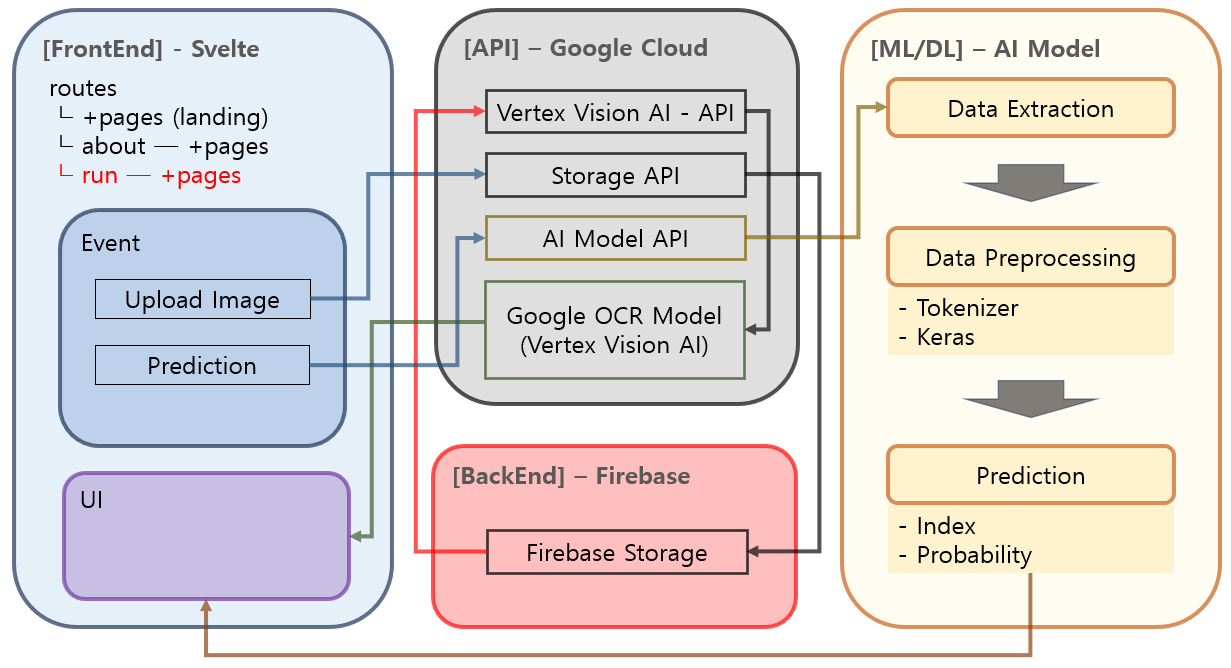 [FrontEnd] - Svelte
routes
└ +pages (landing)
└ about ― +pages
└ run ― +pages
Event
Upload Image
Prediction
UI
[API] – Google Cloud
Vertex Vision AI - API
Storage API
AI Model API
Google OCR Model
(Vertex Vision AI)
[BackEnd] – Firebase
Firebase Storage
[ML/DL] – AI Model
Data Extraction
Data Preprocessing
- Tokenizer
- Keras
Prediction
- Index
- Probability